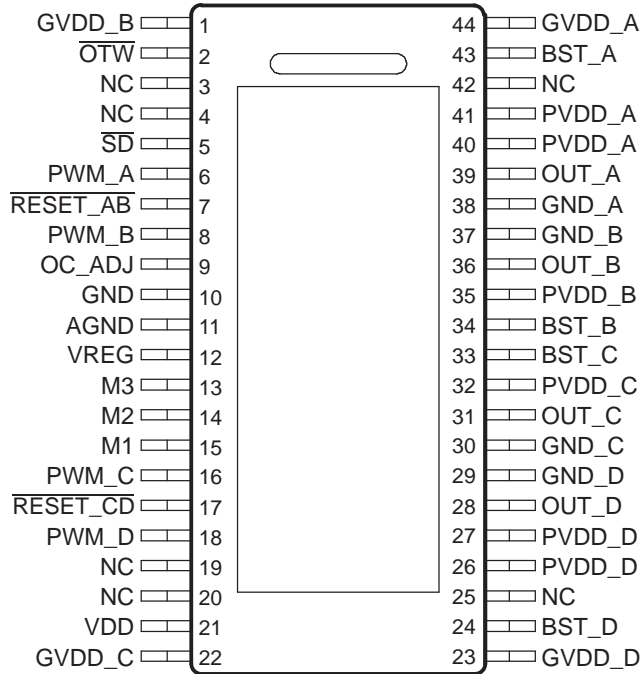 GVDD_B 1 44 GVDD_A
OTW 2 43 BST_A
NC 3 42 NC
NC 4 41 PVDD_A
SD 5 40 PVDD_A
PWM_A 6 39 OUT_A
RESET_AB 7 38 GND_A
PWM_B 8 37 GND_B
OC_ADJ 9 36 OUT_B
GND 10 35 PVDD_B
AGND 11 34 BST_B
VREG 12 33 BST_C
M3 13 32 PVDD_C
M2 14 31 OUT_C
M1 15 30 GND_C
PWM_C 16 29 GND_D
RESET_CD 17 28 OUT_D
PWM_D 18 27 PVDD_D
NC 19 26 PVDD_D
NC 20 25 NC
VDD 21 24 BST_D
GVDD_C 22 23 GVDD_D